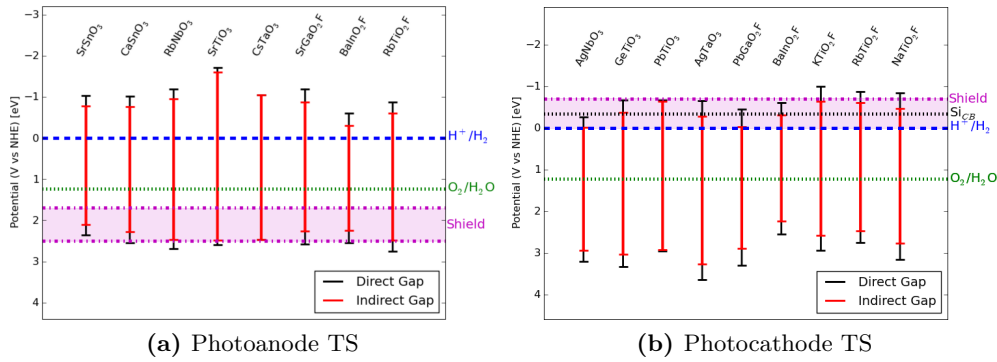 −3
−2
−1
0
1
2
3
4
Potential (V vs NHE) [eV]
SrSnO3
CaSnO3
RbNbO3
SrTiO3
CsTaO3
SrGaO2F
BaInO2F
RbTiO2F
H+/H2
O2/H2O
Shield
Direct Gap
Indirect Gap
(a) Photoanode TS
−2
−1
0
1
2
3
4
Potential (V vs NHE) [eV]
AgNbO3
GeTiO3
PbTiO3
AgTaO3
PbGaO2F
BaInO2F
KTiO2F
RbTiO2F
NaTiO2F
Shield
SiCB
H+/H2
O2/H2O
Direct Gap
Indirect Gap
(b) Photocathode TS